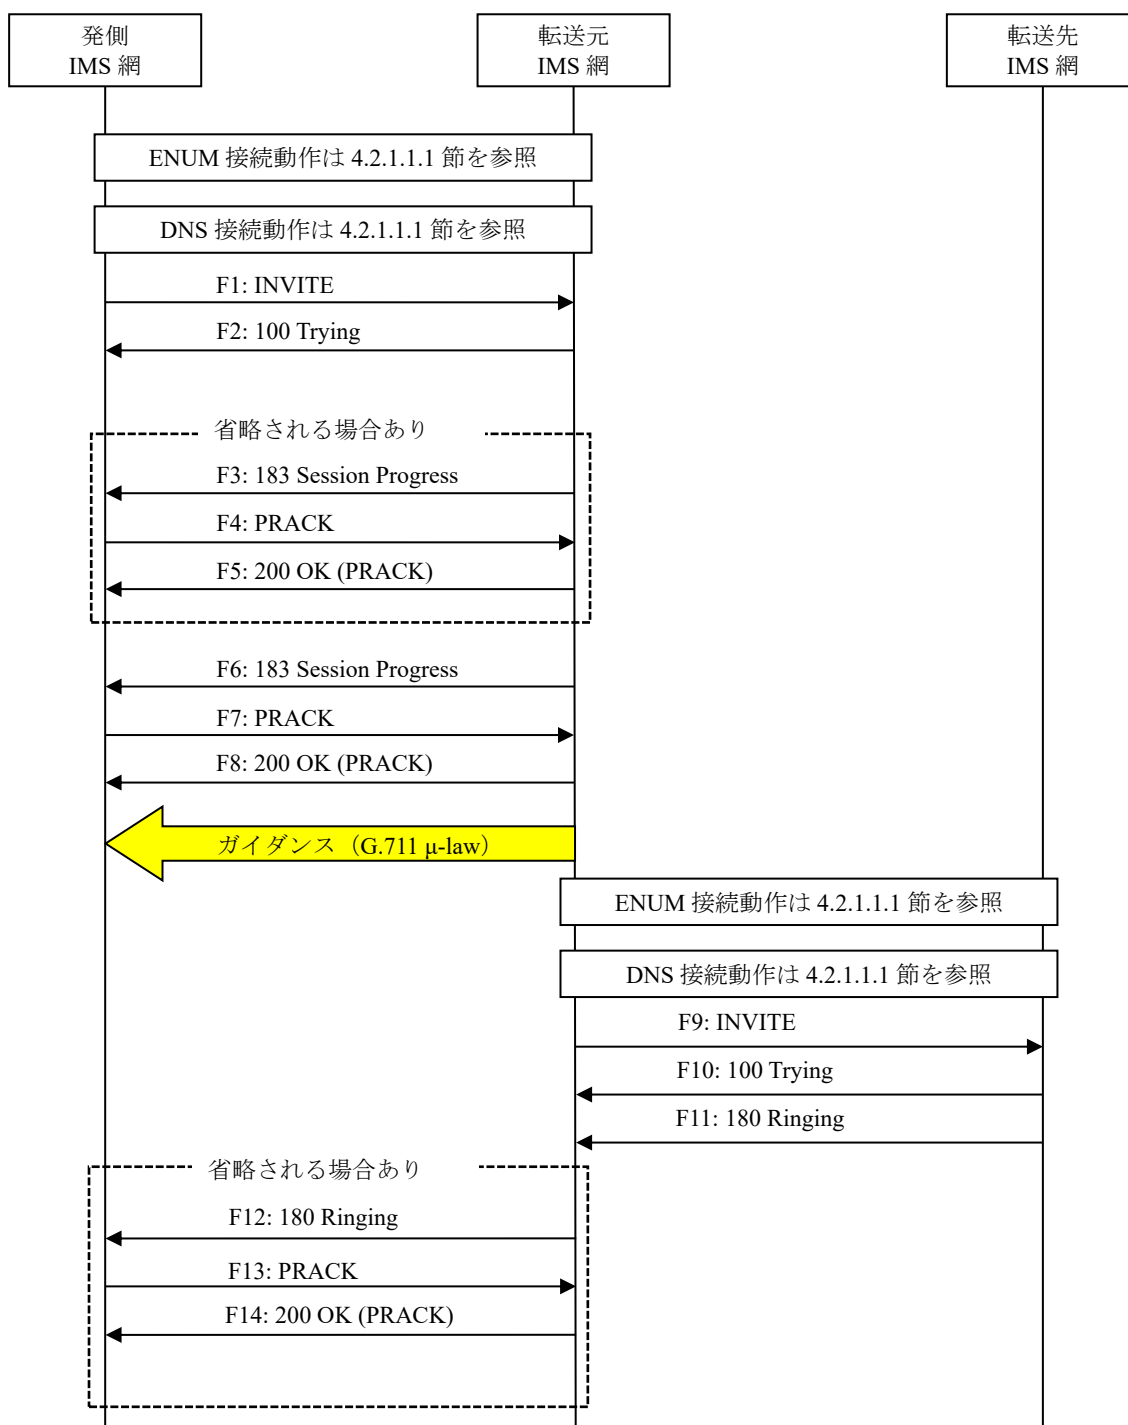 発側
IMS 網
転送元
IMS 網
転送先
IMS 網
ENUM 接続動作は 4.2.1.1.1 節を参照
DNS 接続動作は 4.2.1.1.1 節を参照
F1: INVITE
F2: 100 Trying
省略される場合あり
F3: 183 Session Progress
F4: PRACK
F5: 200 OK (PRACK)
F6: 183 Session Progress
F7: PRACK
F8: 200 OK (PRACK)
ガイダンス（G.711 μ-law）
ENUM 接続動作は 4.2.1.1.1 節を参照
DNS 接続動作は 4.2.1.1.1 節を参照
F9: INVITE
F10: 100 Trying
F11: 180 Ringing
省略される場合あり
F12: 180 Ringing
F13: PRACK
F14: 200 OK (PRACK)